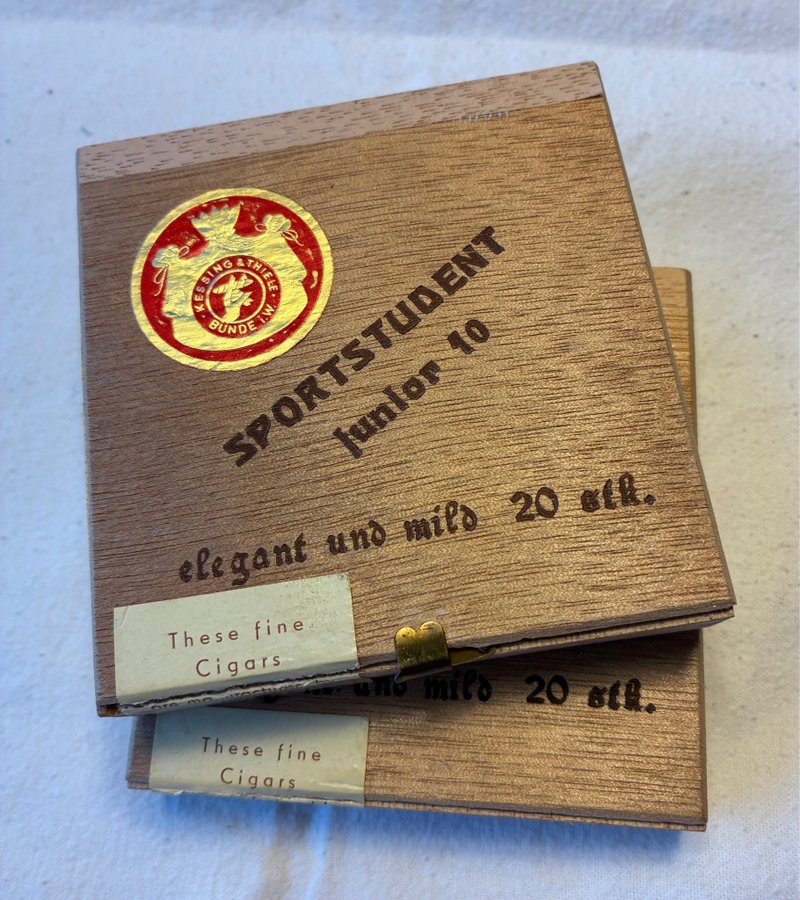 KESSING & THIELE
BÜNDE i.W.
SPORTSTUDENT
junior 10
elegant und mild 20 stk.
These fine
Cigars
und mild 20 stk.
These fine
Cigars